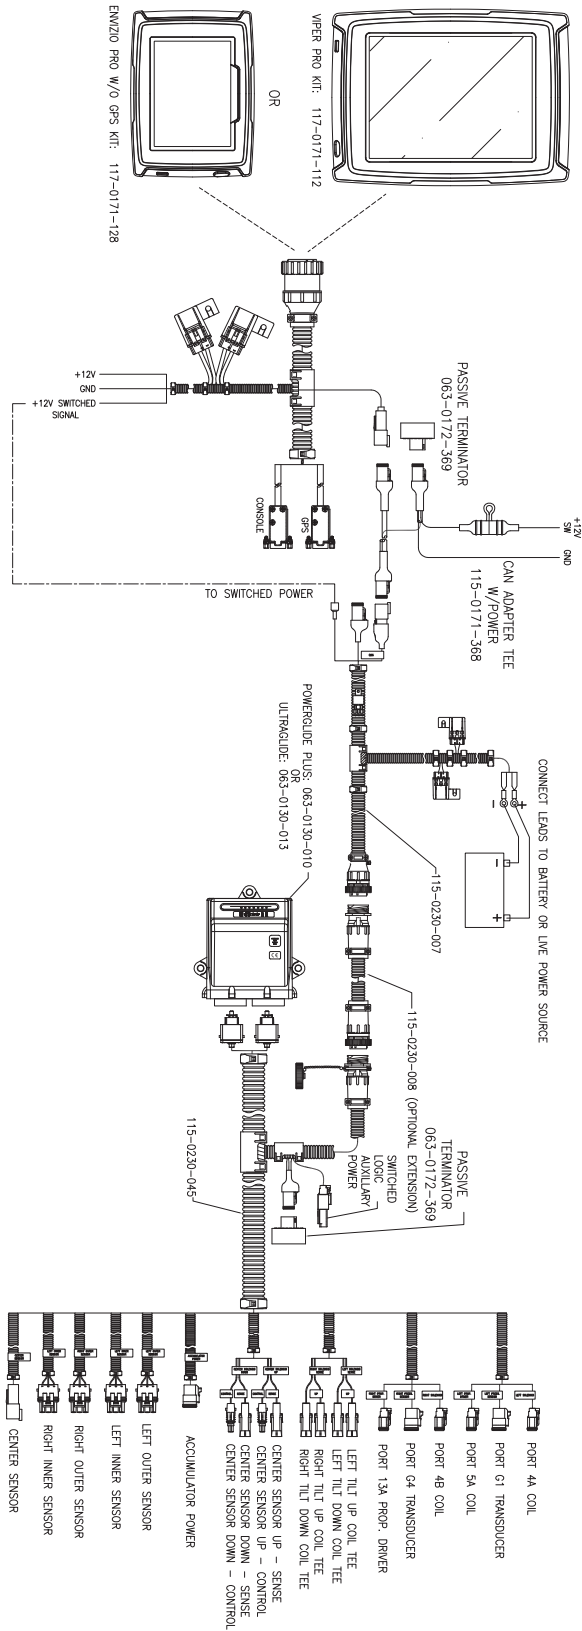 VIPER PRO KIT: 117-0171-112
OR
ENVIZIO PRO W/O GPS KIT: 117-0171-128
+12V
GND
+12V SWITCHED
SIGNAL
PASSIVE TERMINATOR
063-0172-369
CONSOLE
GPS
+12V
SW
GND
CAN ADAPTER TEE
W/POWER
115-0171-368
TO SWITCHED POWER
CONNECT LEADS TO BATTERY OR LIVE POWER SOURCE
- +
- +
115-0230-007
POWERGLIDE PLUS: 063-0130-010
OR
ULTRAGLIDE: 063-0130-013
115-0230-008 (OPTIONAL EXTENSION)
PASSIVE
TERMINATOR
063-0172-369
SWITCHED
LOGIC
AUXILLARY
POWER
115-0230-045
PORT 4A COIL
PORT G1 TRANSDUCER
PORT 5A COIL
PORT 4B COIL
PORT G4 TRANSDUCER
PORT 13A PROP. DRIVER
LEFT TILT UP COIL TEE
LEFT TILT DOWN COIL TEE
RIGHT TILT UP COIL TEE
RIGHT TILT DOWN COIL TEE
CENTER SENSOR UP - SENSE
CENTER SENSOR UP - CONTROL
CENTER SENSOR DOWN - SENSE
CENTER SENSOR DOWN - CONTROL
ACCUMULATOR POWER
LEFT OUTER SENSOR
LEFT INNER SENSOR
RIGHT OUTER SENSOR
RIGHT INNER SENSOR
CENTER SENSOR